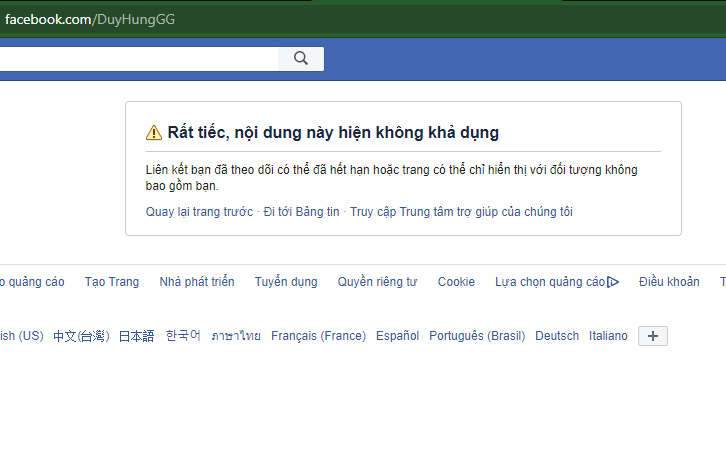 facebook.com/DuyHungGG
Rất tiếc, nội dung này hiện không khả dụng
Liên kết bạn đã theo dõi có thể đã hết hạn hoặc trang có thể chỉ hiển thị với đối tượng không
bao gồm bạn.
Quay lại trang trước · Đi tới Bảng tin · Truy cập Trung tâm trợ giúp của chúng tôi
o quảng cáo Tạo Trang Nhà phát triển Tuyển dụng Quyền riêng tư Cookie Lựa chọn quảng cáo Điều khoản T
ish (US) 中文(台灣) 日本語 한국어 ภาษาไทย Français (France) Español Português (Brasil) Deutsch Italiano +